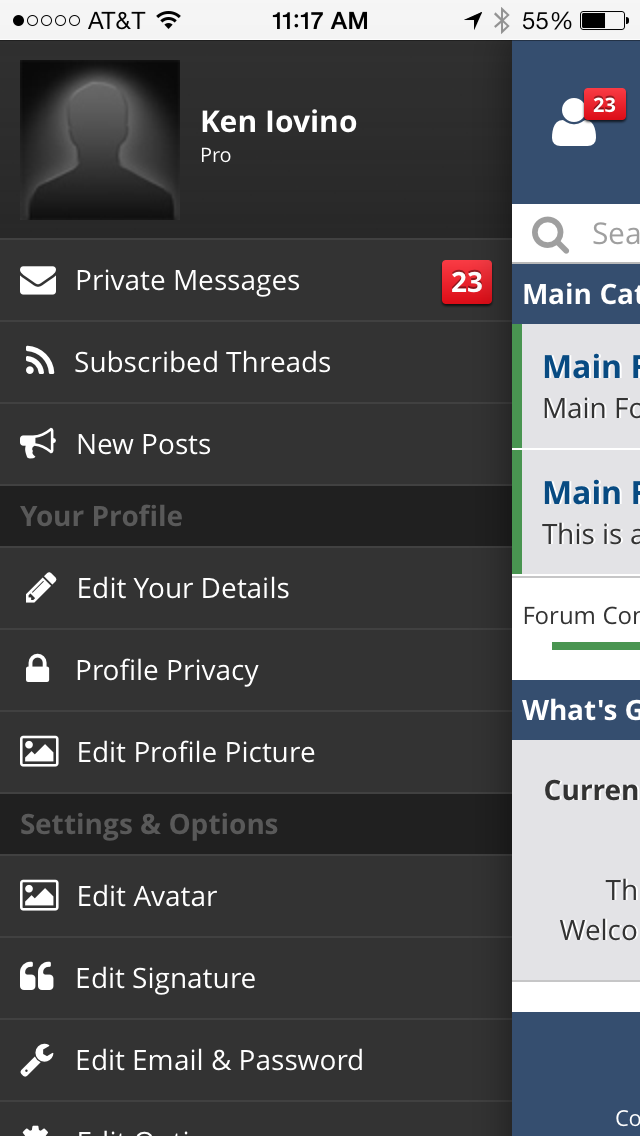 AT&T 11:17 AM 55%
Ken Iovino
Pro
Private Messages 23
Subscribed Threads
New Posts
Your Profile
Edit Your Details
Profile Privacy
Edit Profile Picture
Settings & Options
Edit Avatar
Edit Signature
Edit Email & Password
Edit
23
Sea
Main Cat
Main F
Main Fo
Main F
This is a
Forum Con
What's G
Curren
Th
Welco
Co